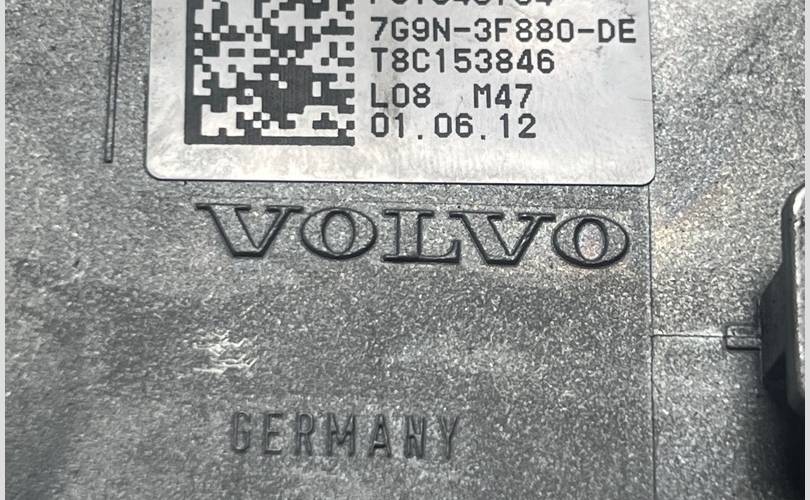 7G9N-3F880-DE
T8C153846
L08 M47
01.06.12
VOLVO
GERMANY